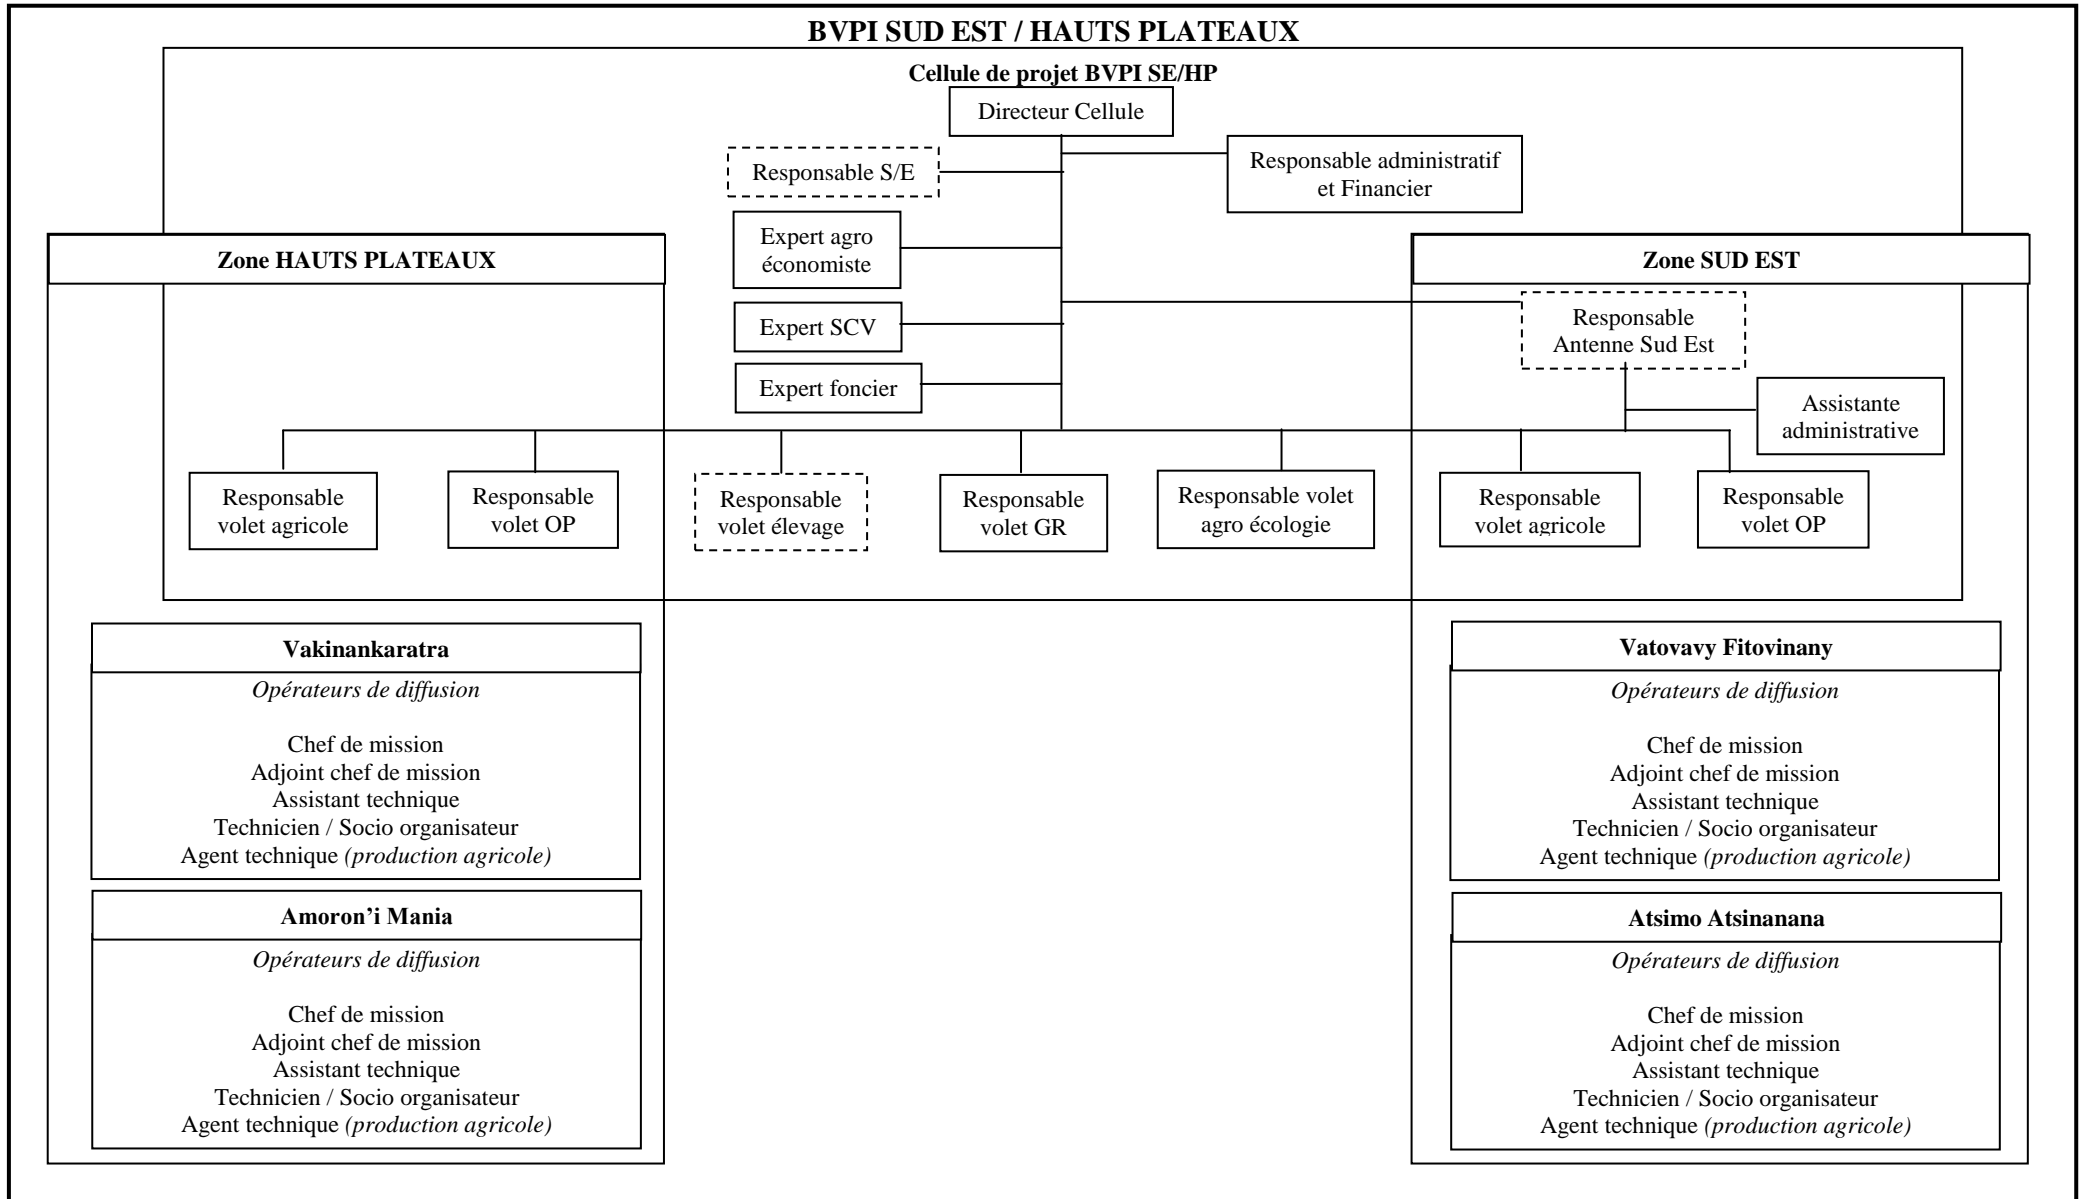 BVPI SUD EST / HAUTS PLATEAUX
Cellule de projet BVPI SE/HP
Directeur Cellule
Responsable S/E
Responsable administratif
et Financier
Expert agro
économiste
Zone HAUTS PLATEAUX
Zone SUD EST
Expert SCV
Responsable
Antenne Sud Est
Expert foncier
Assistante
administrative
Responsable
volet agricole
Responsable
volet OP
Responsable
volet élevage
Responsable
volet GR
Responsable volet
agro écologie
Responsable
volet agricole
Responsable
volet OP
Vakinankaratra
Opérateurs de diffusion
Chef de mission
Adjoint chef de mission
Assistant technique
Technicien / Socio organisateur
Agent technique (production agricole)
Amoron’i Mania
Opérateurs de diffusion
Chef de mission
Adjoint chef de mission
Assistant technique
Technicien / Socio organisateur
Agent technique (production agricole)
Vatovavy Fitovinany
Opérateurs de diffusion
Chef de mission
Adjoint chef de mission
Assistant technique
Technicien / Socio organisateur
Agent technique (production agricole)
Atsimo Atsinanana
Opérateurs de diffusion
Chef de mission
Adjoint chef de mission
Assistant technique
Technicien / Socio organisateur
Agent technique (production agricole)